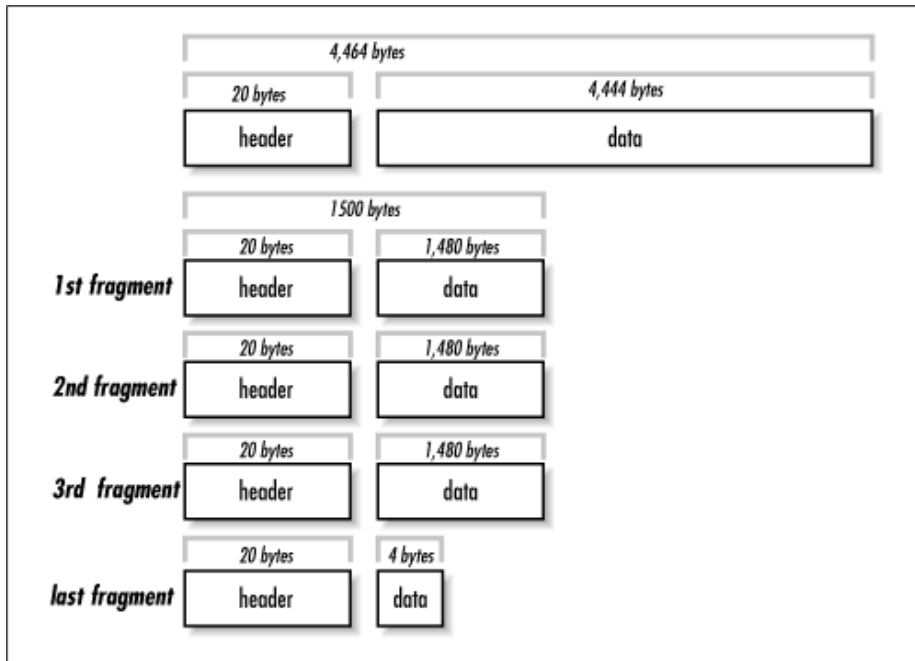 4,464 bytes
20 bytes 4,444 bytes
header data
1500 bytes
20 bytes 1,480 bytes
1st fragment header data
20 bytes 1,480 bytes
2nd fragment header data
20 bytes 1,480 bytes
3rd fragment header data
20 bytes 4 bytes
last fragment header data